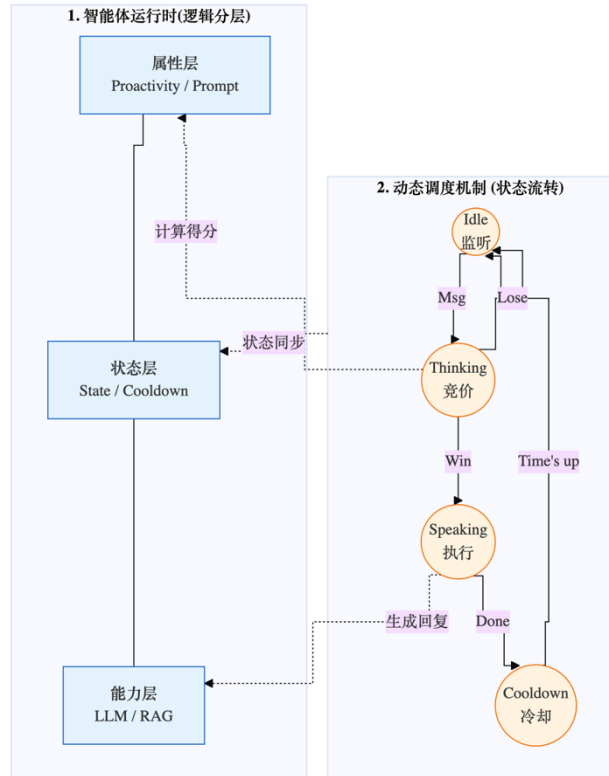 1. 智能体运行时(逻辑分层)
属性层
Proactivity / Prompt
计算得分
状态同步
状态层
State / Cooldown
能力层
LLM / RAG
2. 动态调度机制 (状态流转)
Idle
监听
Msg
Lose
Thinking
竞价
Win
Time's up
Speaking
执行
生成回复
Done
Cooldown
冷却